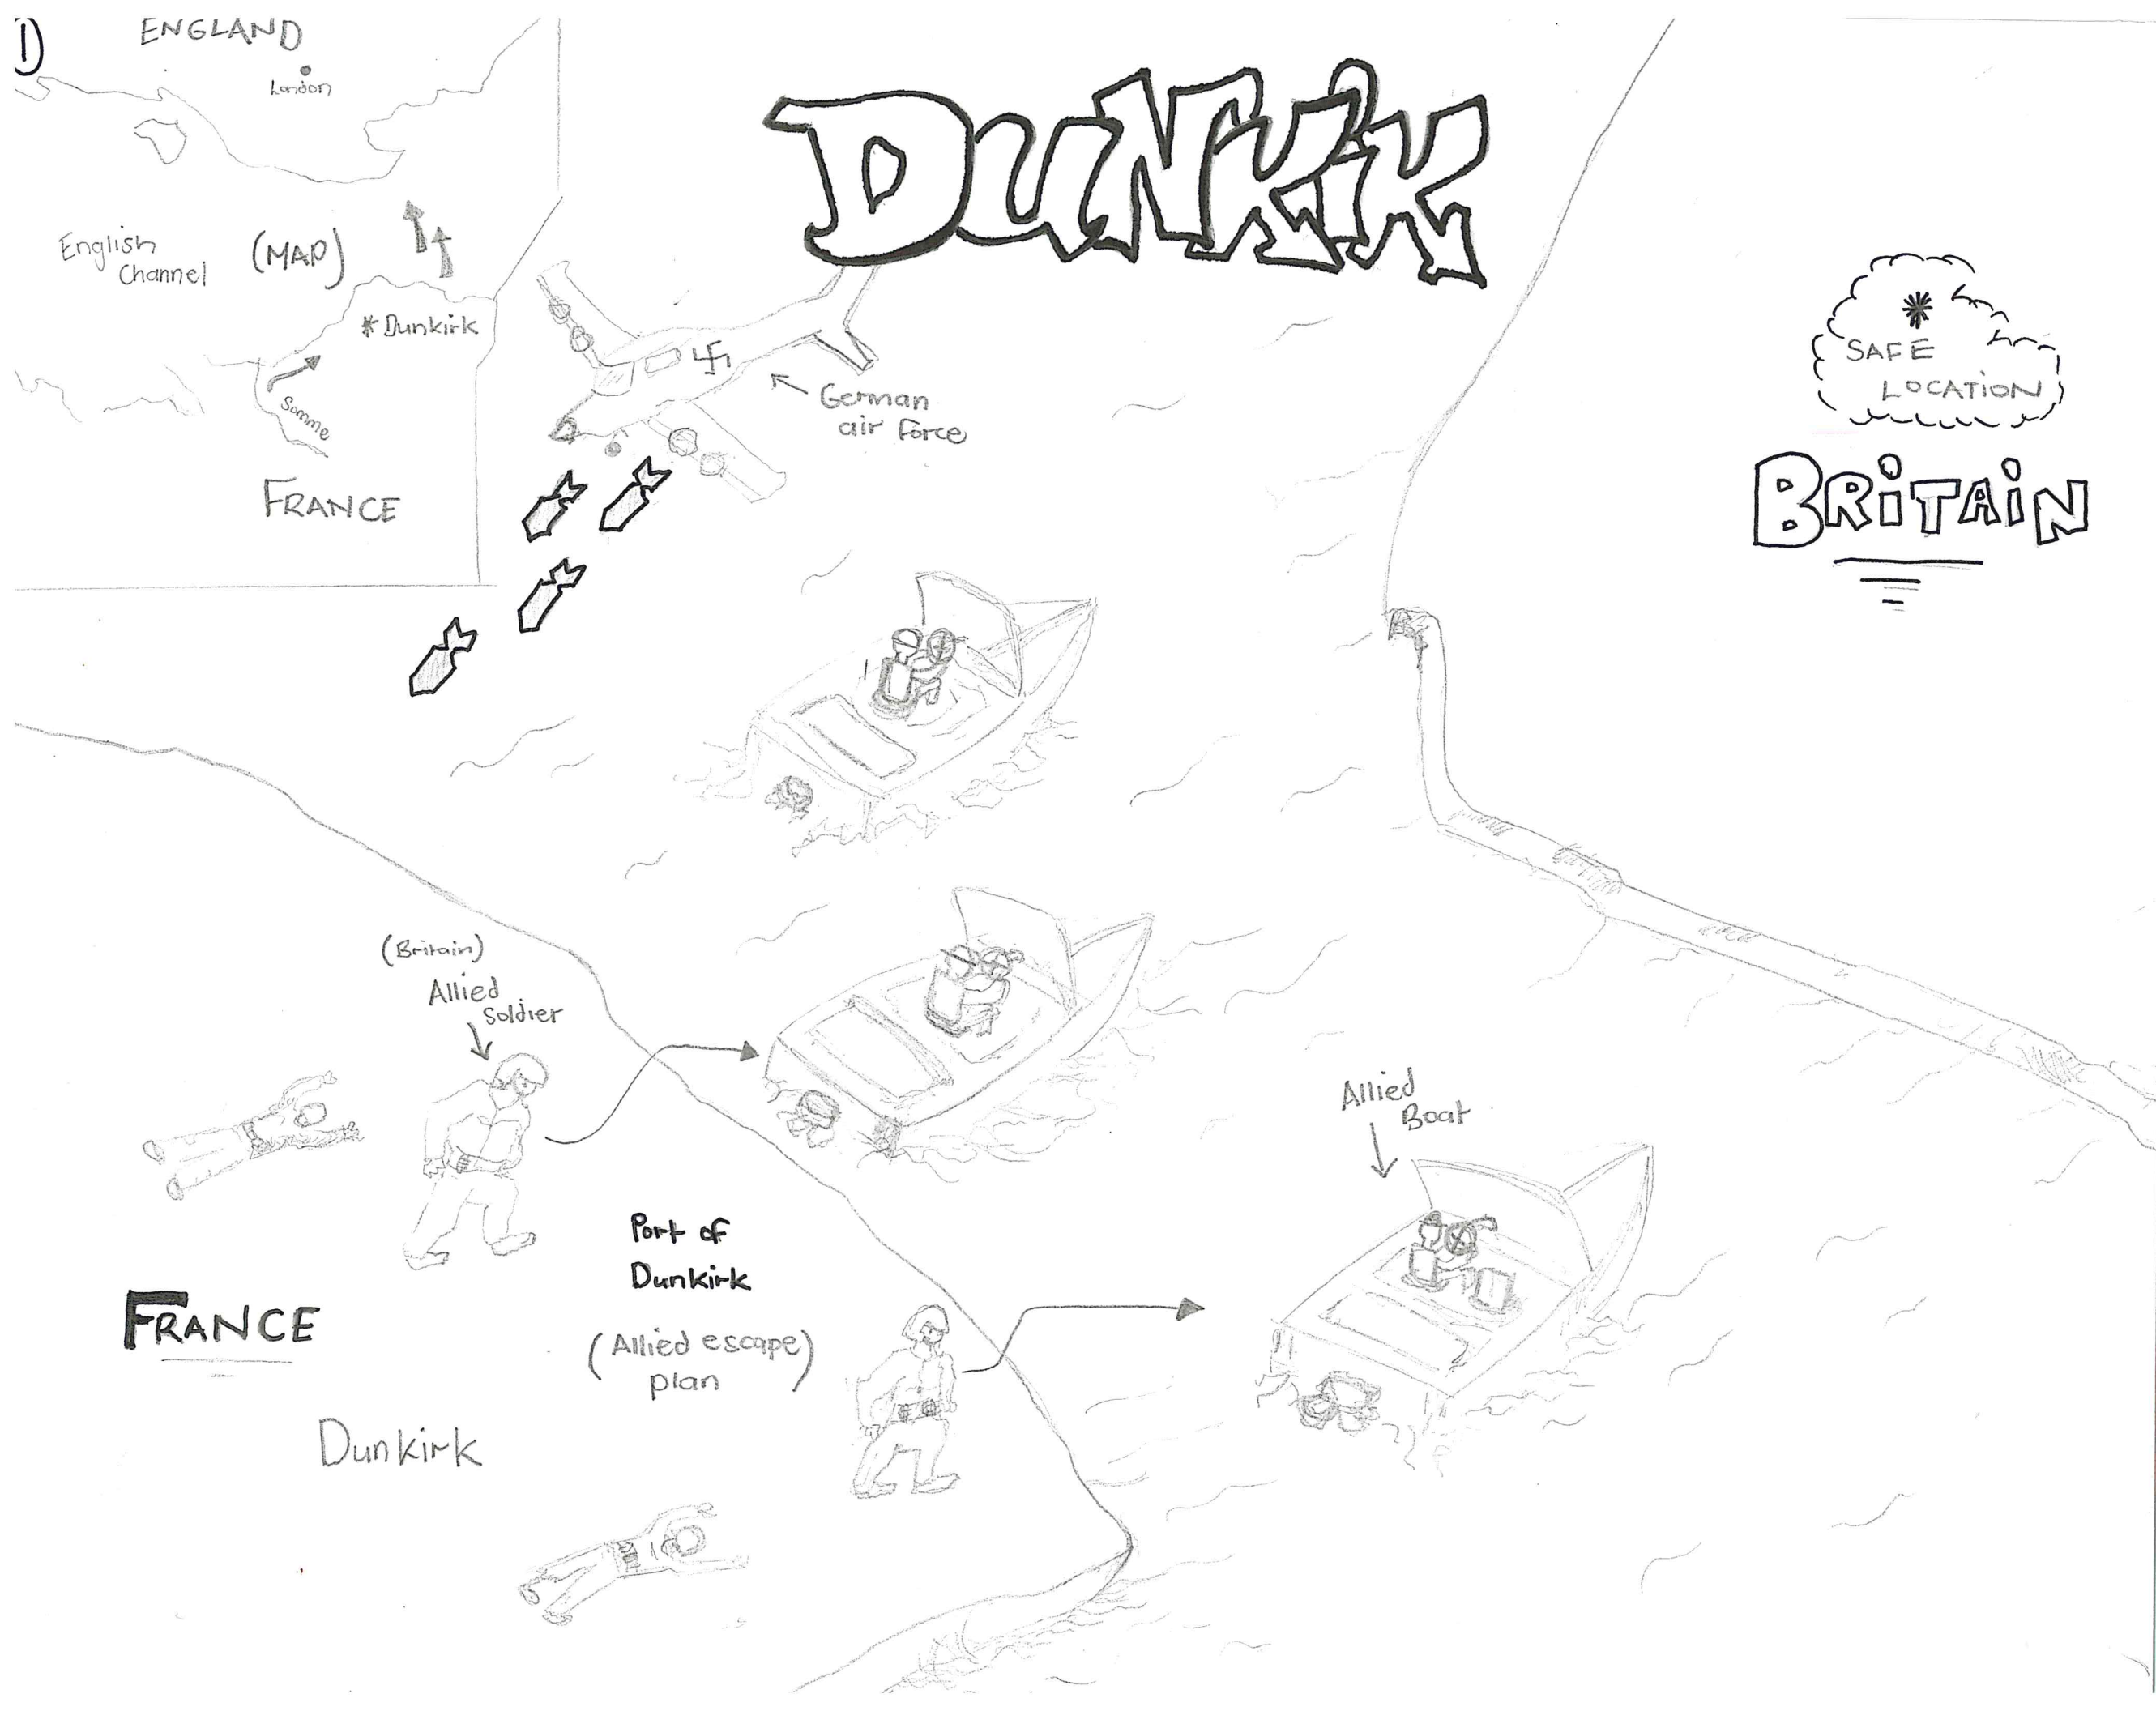 1)
ENGLAND
London
English
Channel
(MAP)
* Dunkirk
Somme
FRANCE
DUNKiK
German
air Force
* SAFE
LOCATION
BRiTAiN
(Britain)
Allied
Soldier
Allied
Boat
Port of
Dunkirk
(Allied escape)
plan
FRANCE
Dunkirk